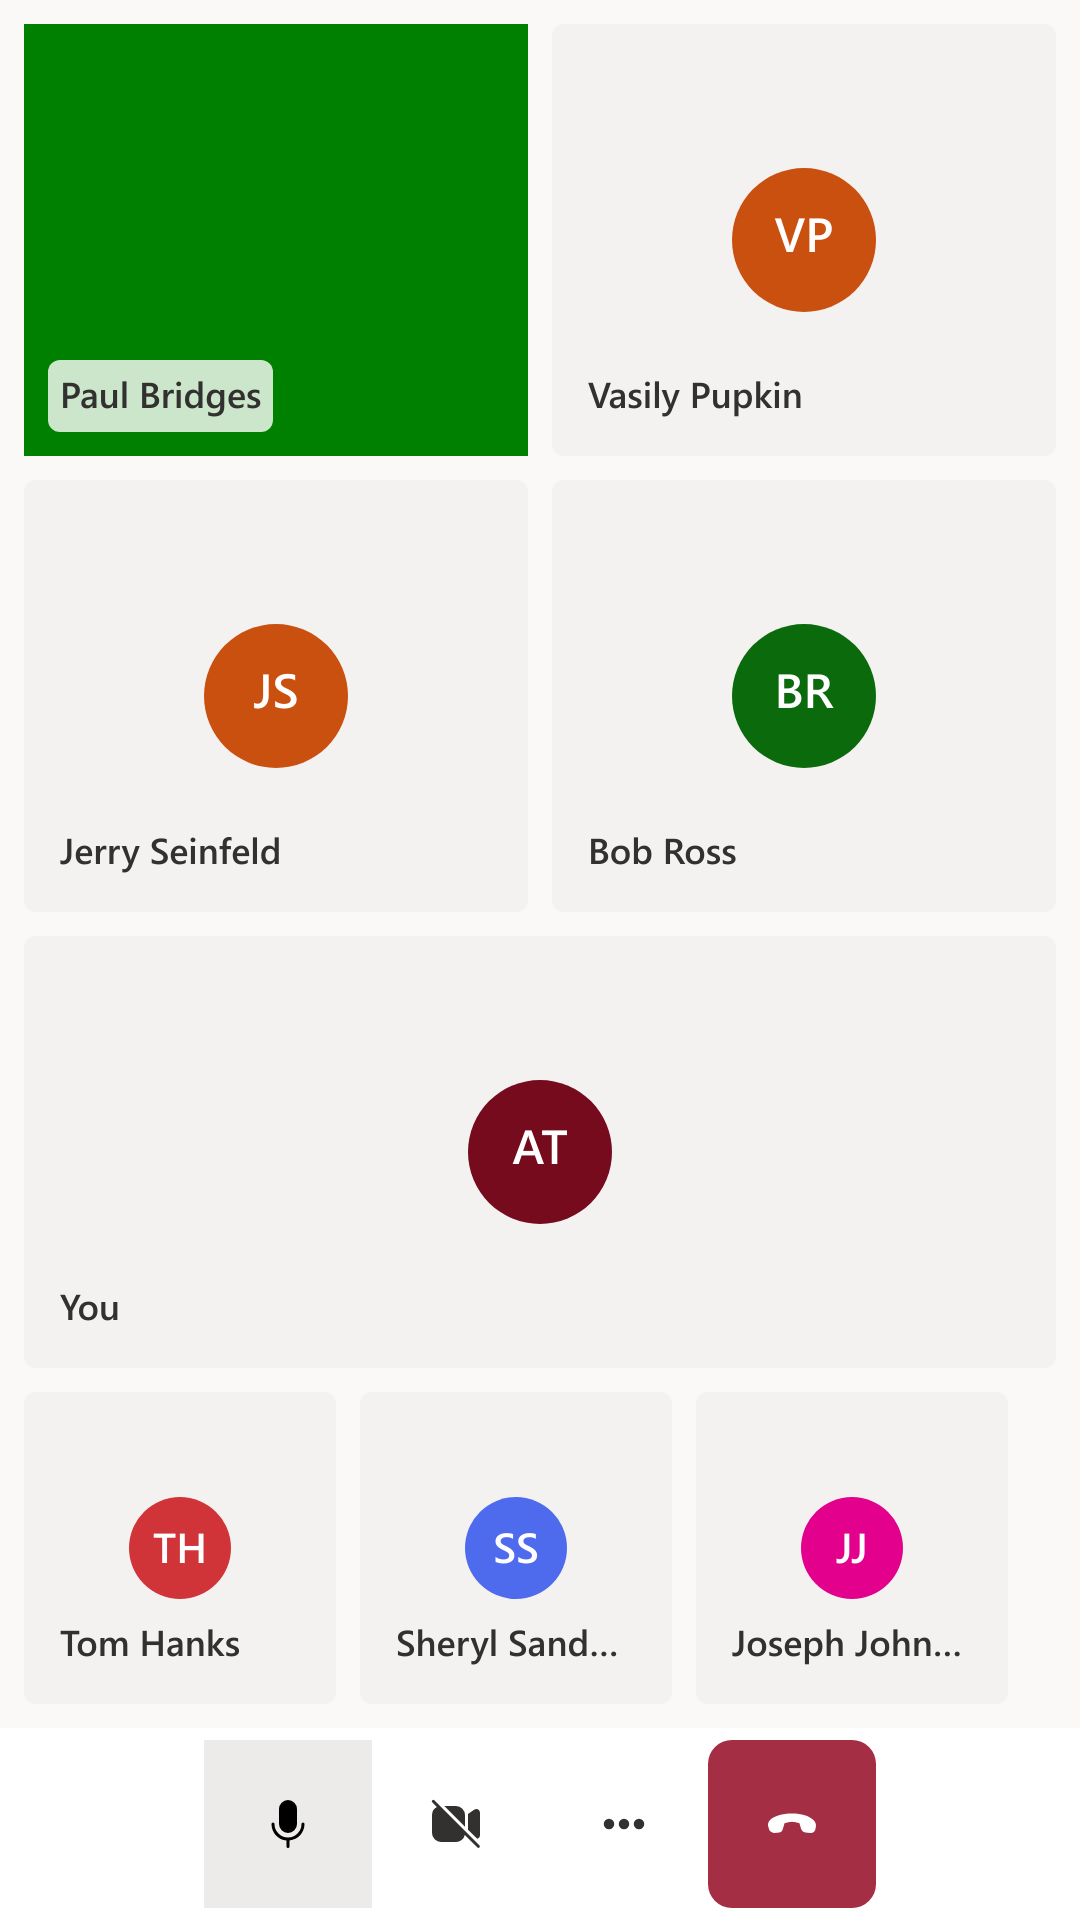 Paul Bridges
VP
Vasily Pupkin
JS
Jerry Seinfeld
BR
Bob Ross
AT
You
TH
Tom Hanks
SS
Sheryl Sand...
JJ
Joseph John...